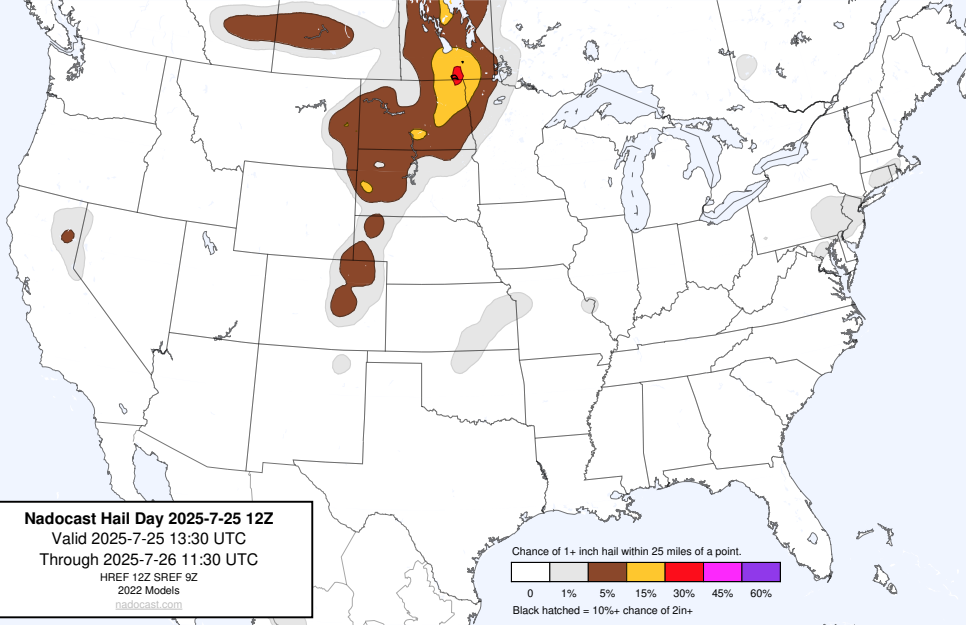 Nadocast Hail Day 2025-7-25 12Z
Valid 2025-7-25 13:30 UTC
Through 2025-7-26 11:30 UTC
HREF 12Z SREF 9Z
2022 Models
nadocast.com
Chance of 1+ inch hail within 25 miles of a point.
0 1% 5% 15% 30% 45% 60%
Black hatched = 10%+ chance of 2in+